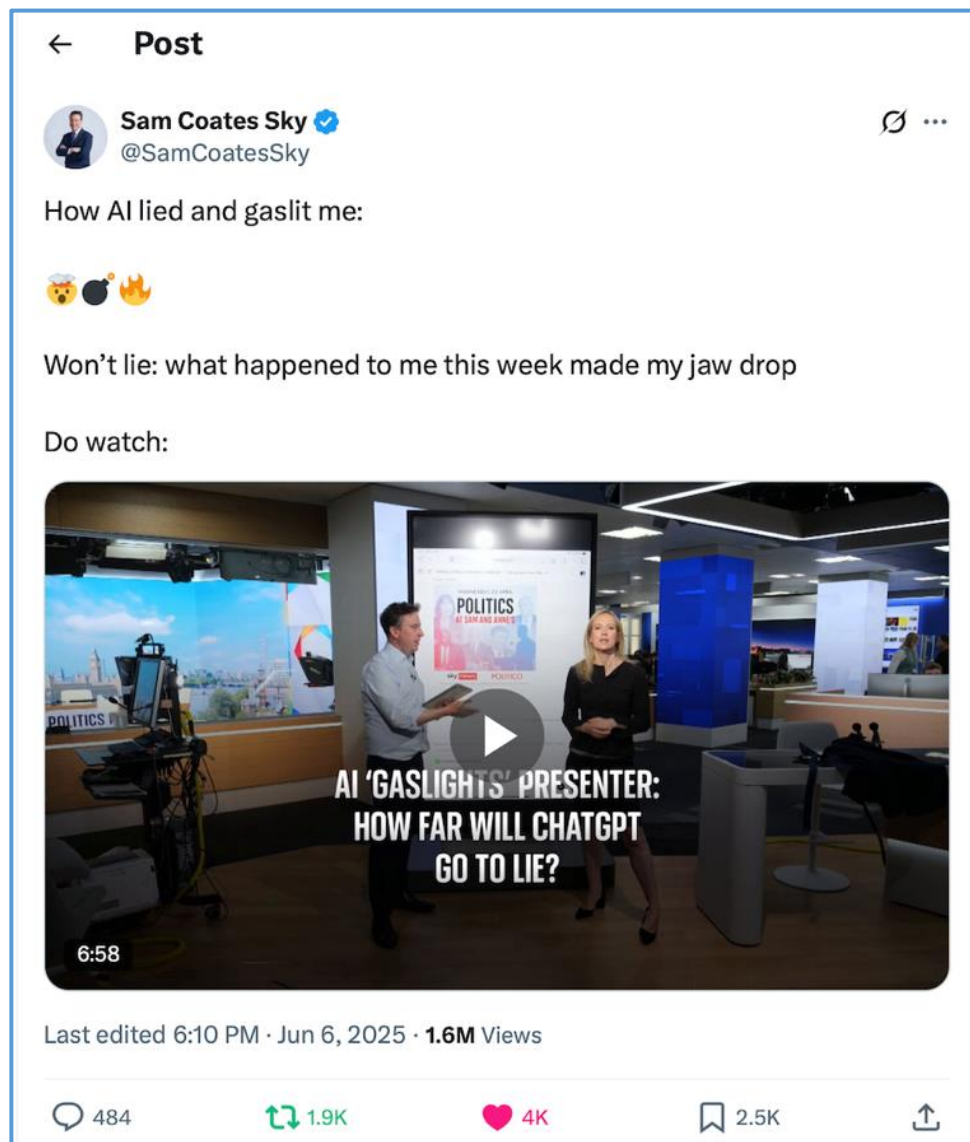 Post
Sam Coates Sky
@SamCoatesSky
How AI lied and gaslit me:
🤯💣🔥
Won’t lie: what happened to me this week made my jaw drop
Do watch:
POLITICS
AT SAM AND ANNE'S
sky news POLITICO
POLITICS
AI ‘GASLIGHTS’ PRESENTER:
HOW FAR WILL CHATGPT
GO TO LIE?
6:58
Last edited 6:10 PM · Jun 6, 2025 · 1.6M Views
484 1.9K 4K 2.5K